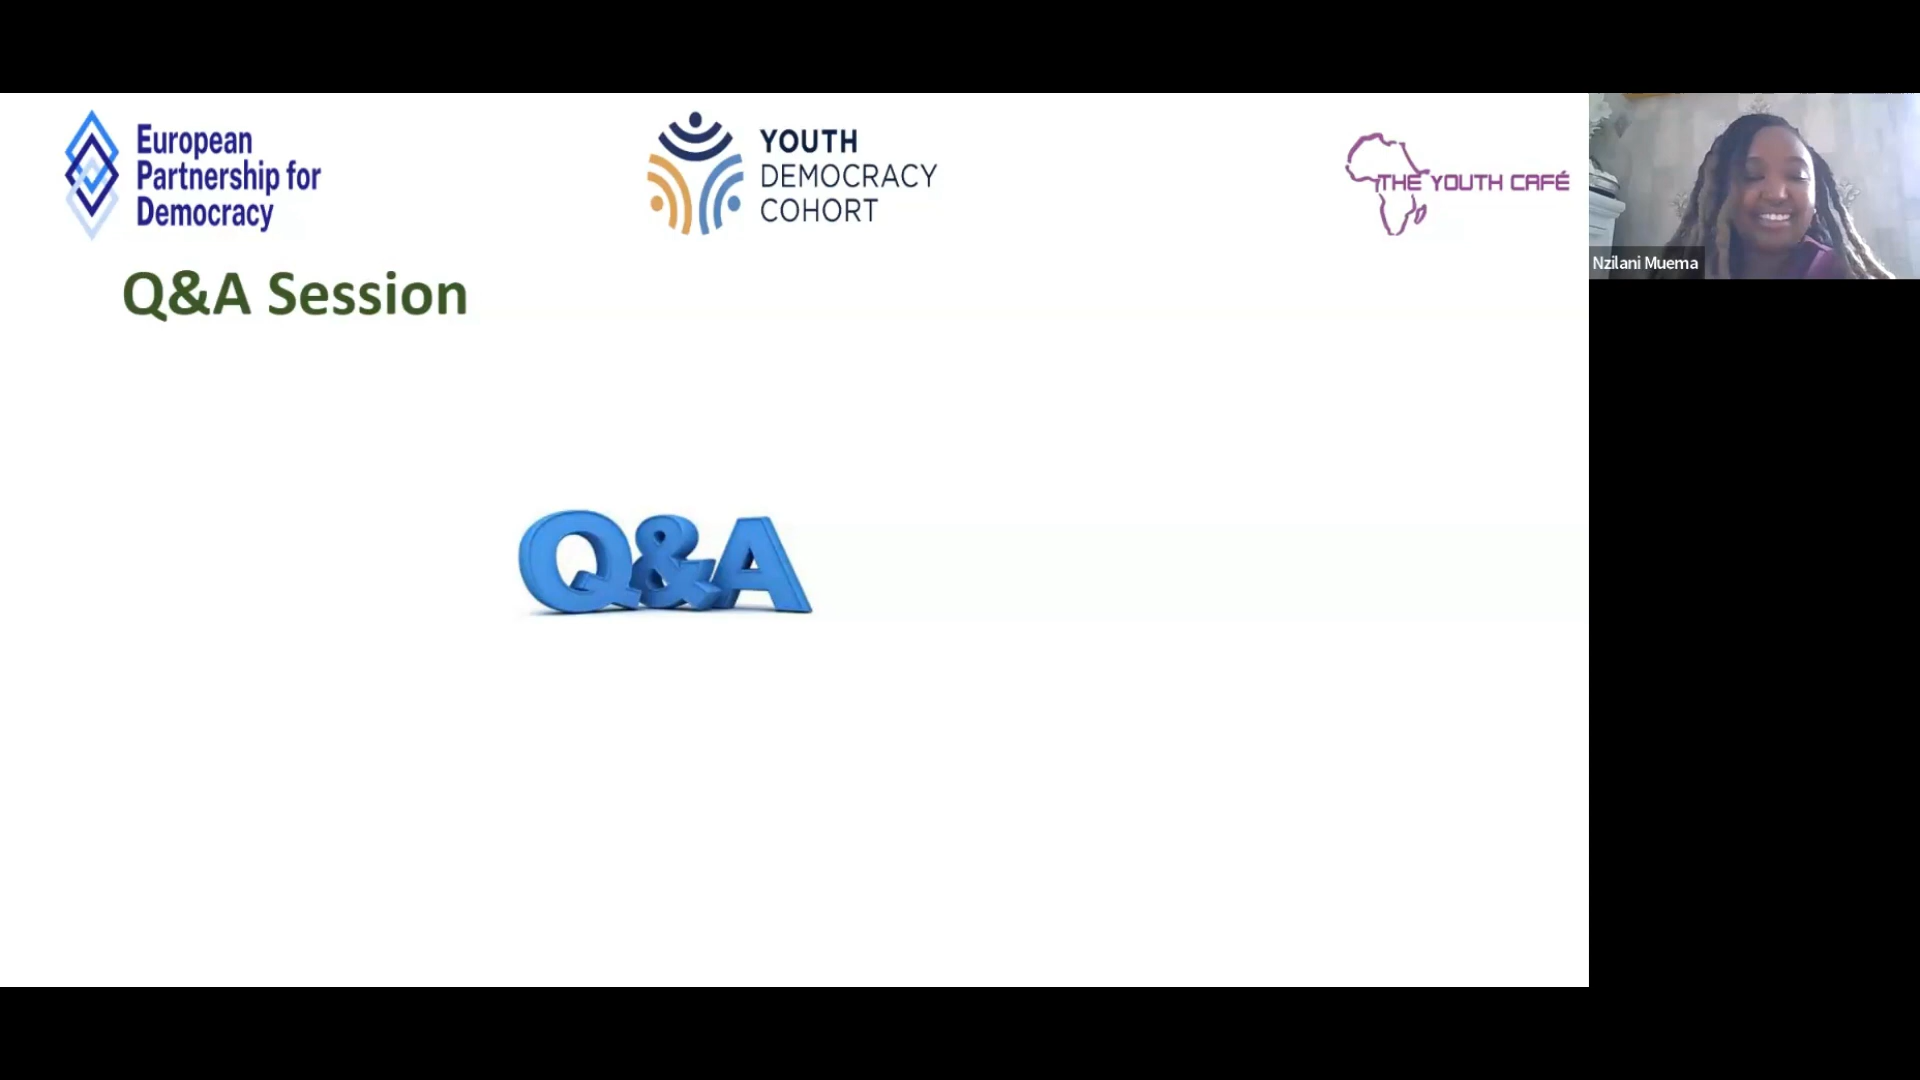 European
Partnership for
Democracy
YOUTH
DEMOCRACY
COHORT
THE YOUTH CAFÉ
Nzilani Muema
Q&A Session
Q&A